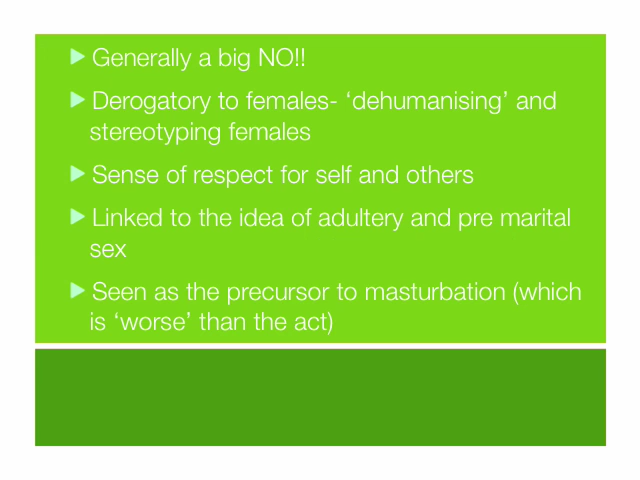 Generally a big NO!!
Derogatory to females- ‘dehumanising’ and
stereotyping females
Sense of respect for self and others
Linked to the idea of adultery and pre marital
sex
Seen as the precursor to masturbation (which
is ‘worse’ than the act)